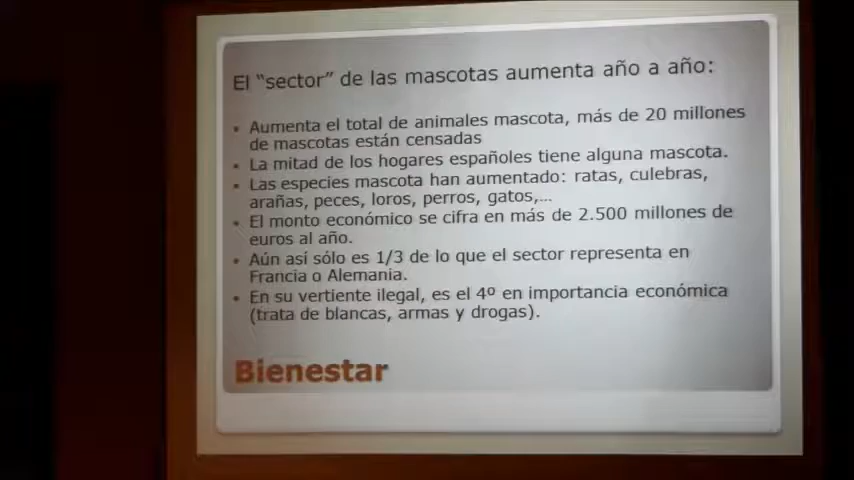 El “sector” de las mascotas aumenta año a año:
• Aumenta el total de animales mascota, más de 20 millones
de mascotas están censadas
• La mitad de los hogares españoles tiene alguna mascota.
• Las especies mascota han aumentado: ratas, culebras,
arañas, peces, loros, perros, gatos,...
• El monto económico se cifra en más de 2.500 millones de
euros al año.
• Aún así sólo es 1/3 de lo que el sector representa en
Francia o Alemania.
• En su vertiente ilegal, es el 4º en importancia económica
(trata de blancas, armas y drogas).
Bienestar